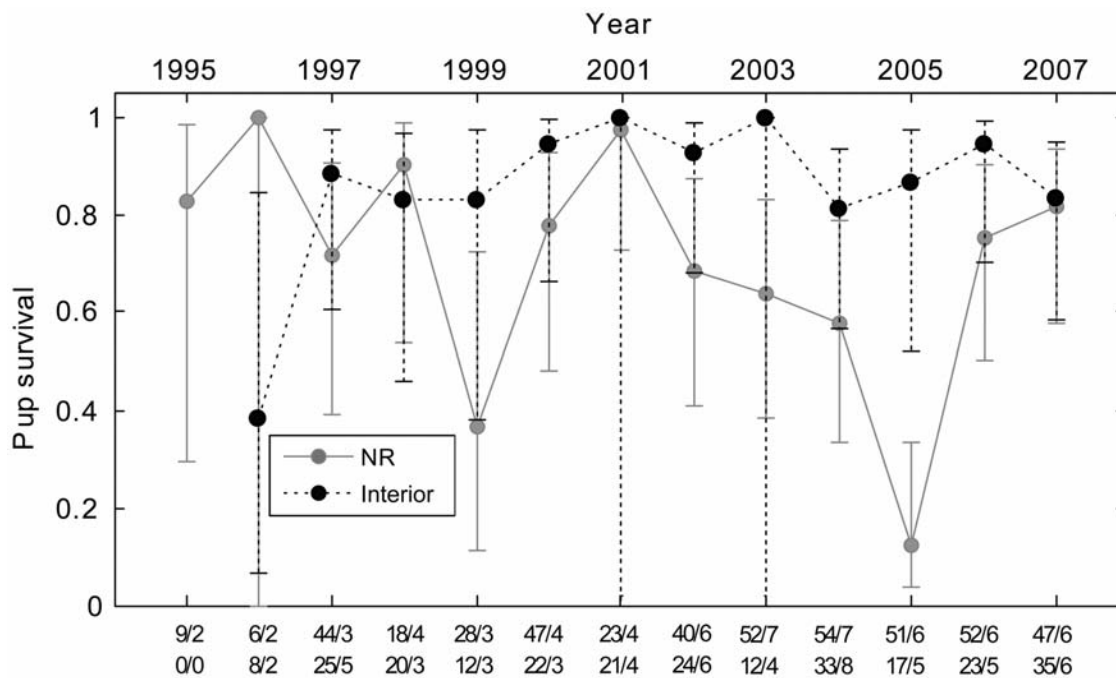 Year
1995 1997 1999 2001 2003 2005 2007
1
0.8
0.6
0.4
0.2
0
Pup survival
NR
Interior
9/2 6/2 44/3 18/4 28/3 47/4 23/4 40/6 52/7 54/7 51/6 52/6 47/6
0/0 8/2 25/5 20/3 12/3 22/3 21/4 24/6 12/4 33/8 17/5 23/5 35/6